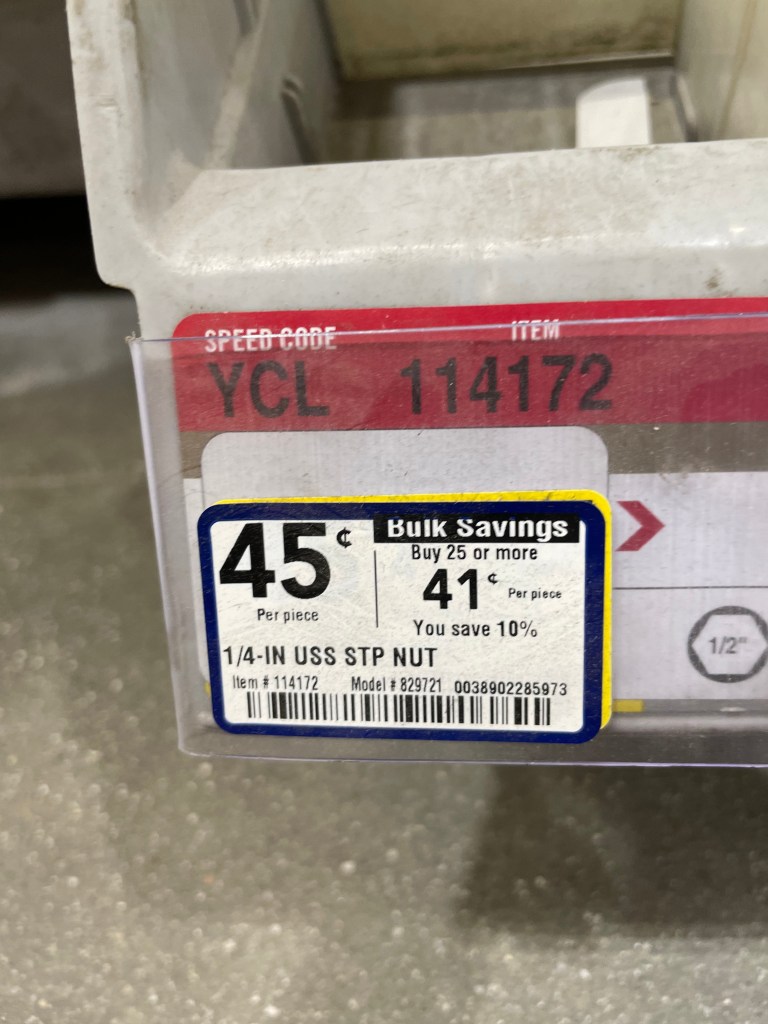 SPEED CODE ITEM
YCL 114172
45¢
Per piece
Bulk Savings
Buy 25 or more
41¢ Per piece
You save 10%
1/4-IN USS STP NUT
Item # 114172 Model # 829721 0038902285973
1/2"